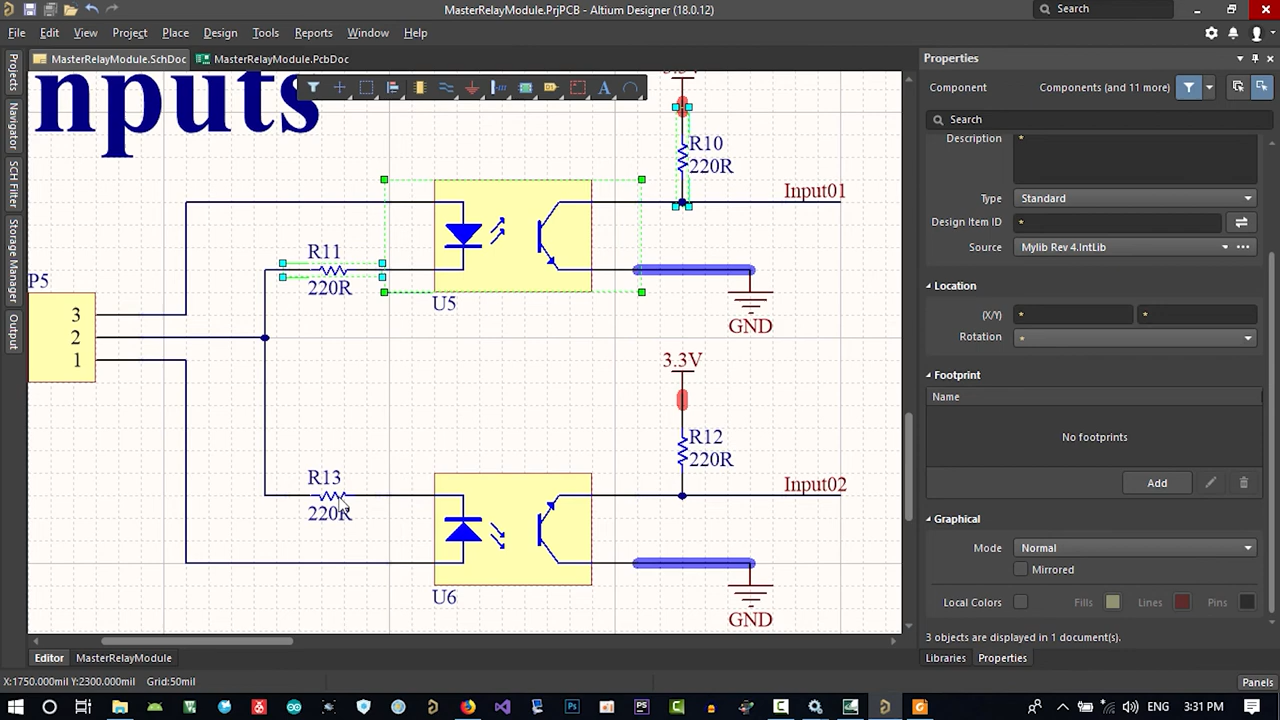 MasterRelayModule.PrjPCB - Altium Designer (18.0.12)
Search
File Edit View Project Place Design Tools Reports Window Help
MasterRelayModule.SchDoc
MasterRelayModule.PcbDoc
Properties
Component
Components (and 11 more)
Search
Description
*
Type
Standard
Design Item ID
*
Source
Mylib Rev 4.IntLib
Location
(X/Y)
*
*
Rotation
*
Footprint
Name
No footprints
Add
Graphical
Mode
Normal
Mirrored
Local Colors
Fills
Lines
Pins
3 objects are displayed in 1 document(s).
Libraries
Properties
Projects
Navigator
SCH Filter
Storage Manager
Output
nputs
R10
220R
Input01
R11
220R
U5
GND
P5
3
2
1
3.3V
R12
220R
Input02
R13
220R
U6
GND
Editor
MasterRelayModule
X:1750.000mil Y:2300.000mil Grid:50mil
Panels
ENG
3:31 PM